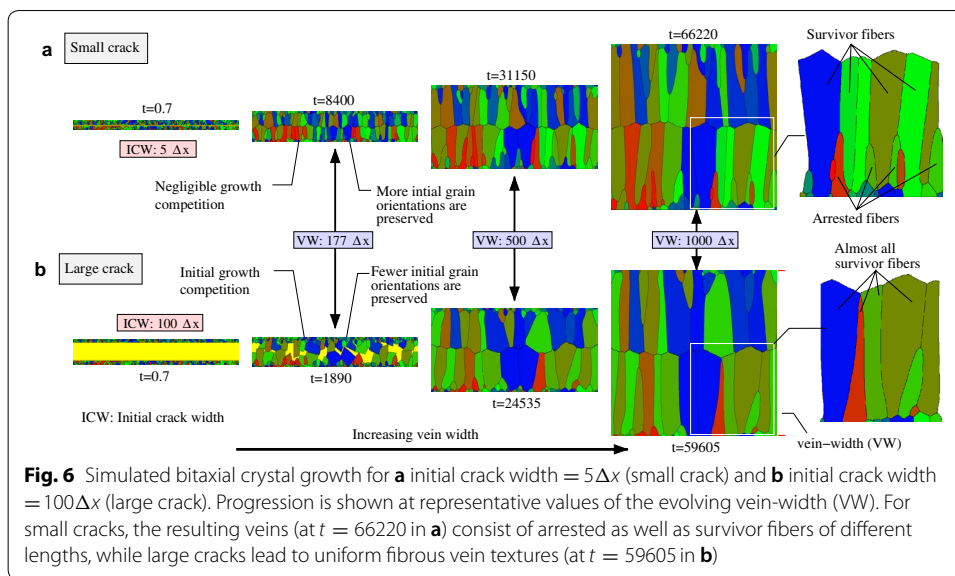 a
Small crack
t=0.7
ICW: 5 Δx
t=8400
t=31150
t=66220
Survivor fibers
Negligible growth
competition
More intial grain
orientations are
preserved
Arrested fibers
VW: 177 Δx
VW: 500 Δx
VW: 1000 Δx
b
Large crack
Initial growth
competition
Fewer initial grain
orientations are
preserved
Almost all
survivor fibers
ICW: 100 Δx
t=0.7
t=1890
t=24535
t=59605
ICW: Initial crack width
Increasing vein width
vein−width (VW)
Fig. 6 Simulated bitaxial crystal growth for a initial crack width = 5Δx (small crack) and b initial crack width
= 100Δx (large crack). Progression is shown at representative values of the evolving vein-width (VW). For
small cracks, the resulting veins (at t = 66220 in a) consist of arrested as well as survivor fibers of different
lengths, while large cracks lead to uniform fibrous vein textures (at t = 59605 in b)